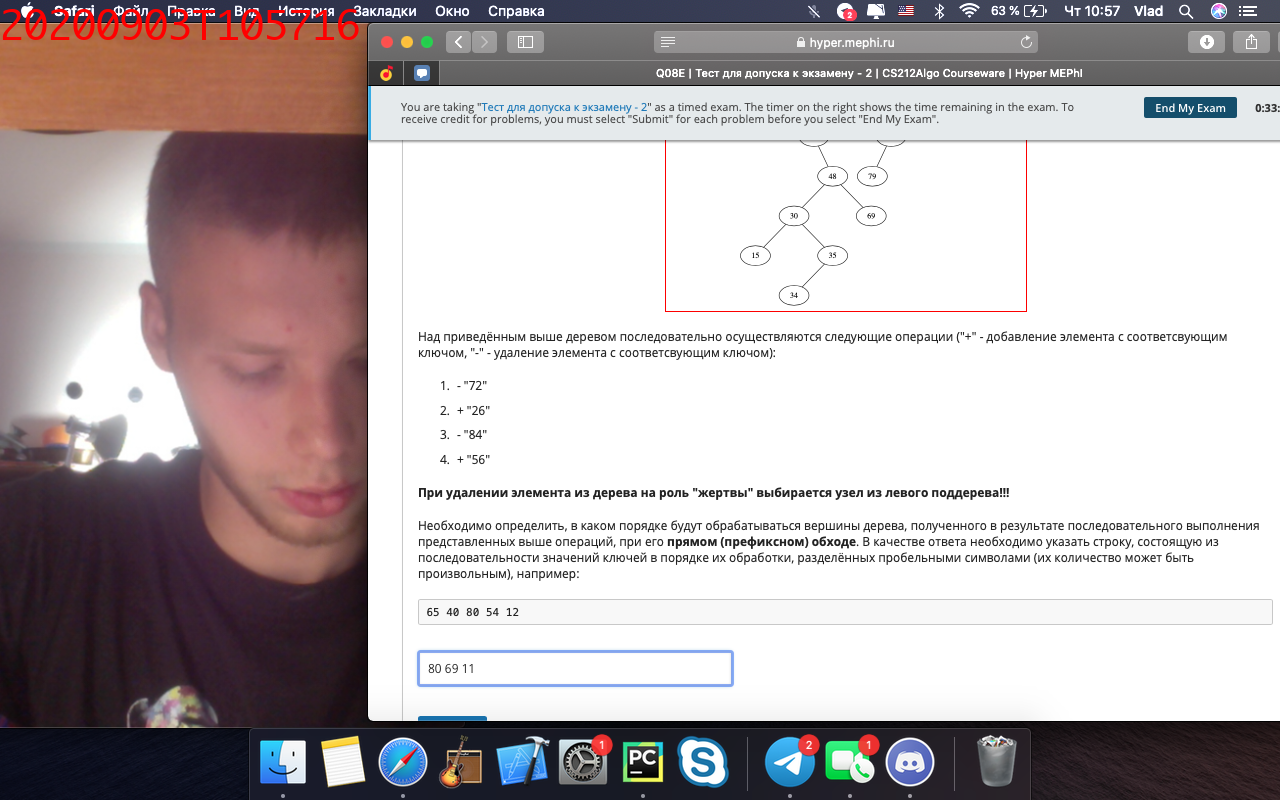 Safari Файл Правка Вид История Закладки Окно Справка 63 % Чт 10:57 Vlad
20200903T105716
2
hyper.mephi.ru
Q08E | Тест для допуска к экзамену - 2 | CS212Algo Courseware | Hyper MEPhI
You are taking "Тест для допуска к экзамену - 2" as a timed exam. The timer on the right shows the time remaining in the exam. To
receive credit for problems, you must select "Submit" for each problem before you select "End My Exam".
End My Exam
0:33:
48 79
30 69
15 35
34
Над приведённым выше деревом последовательно осуществляются следующие операции ("+" - добавление элемента с соответсвующим
ключом, "-" - удаление элемента с соответсвующим ключом):
1. - "72"
2. + "26"
3. - "84"
4. + "56"
При удалении элемента из дерева на роль "жертвы" выбирается узел из левого поддерева!!!
Необходимо определить, в каком порядке будут обрабатываться вершины дерева, полученного в результате последовательного выполнения
представленных выше операций, при его прямом (префиксном) обходе. В качестве ответа необходимо указать строку, состоящую из
последовательности значений ключей в порядке их обработки, разделённых пробельными символами (их количество может быть
произвольным), например:
65 40 80 54 12
80 69 11
1
PC
2
1